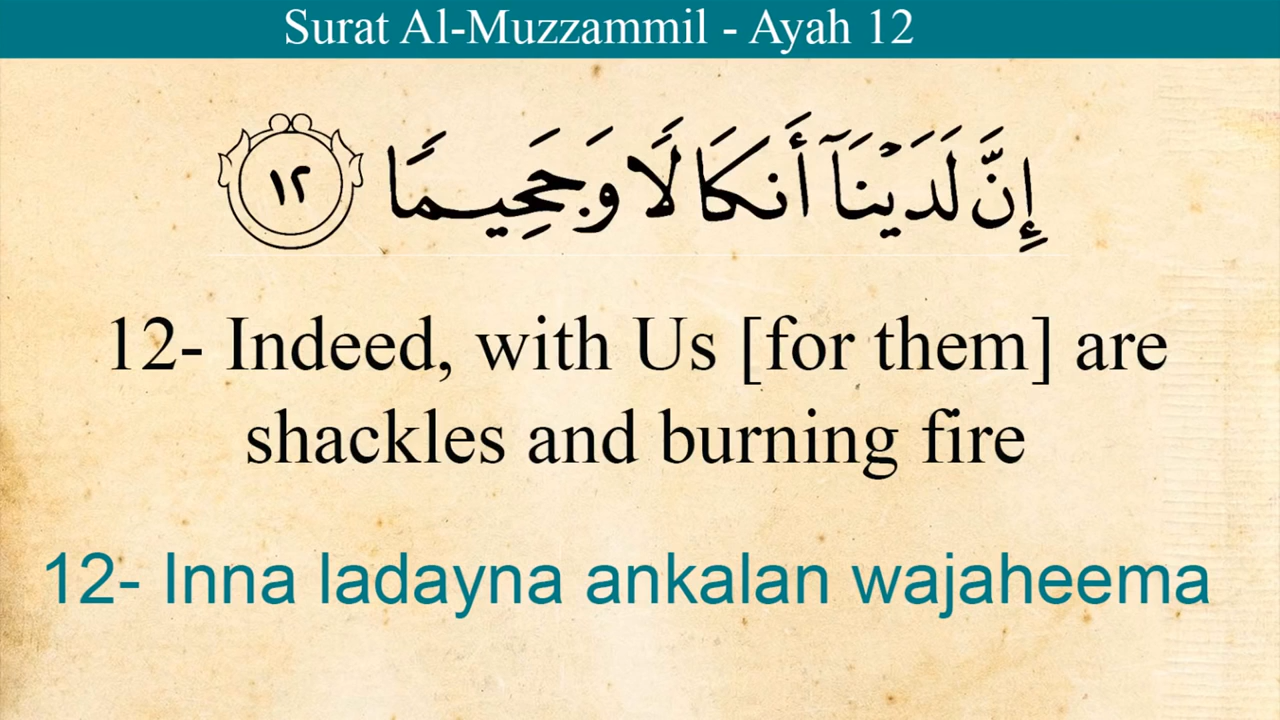 Surat Al-Muzzammil - Ayah 12
إِنَّ لَدَيْنَآ أَنكَالًا وَجَحِيمًا ١٢
12- Indeed, with Us [for them] are
shackles and burning fire
12- Inna ladayna ankalan wajaheema